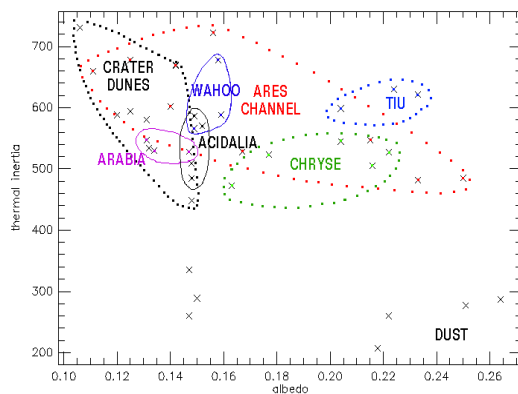 700
600
500
400
300
200
thermal inertia
CRATER
DUNES
WAHOO
ARES
CHANNEL
TIU
ACIDALIA
ARABIA
CHRYSE
DUST
0.10 0.12 0.14 0.16 0.18 0.20 0.22 0.24 0.26
albedo